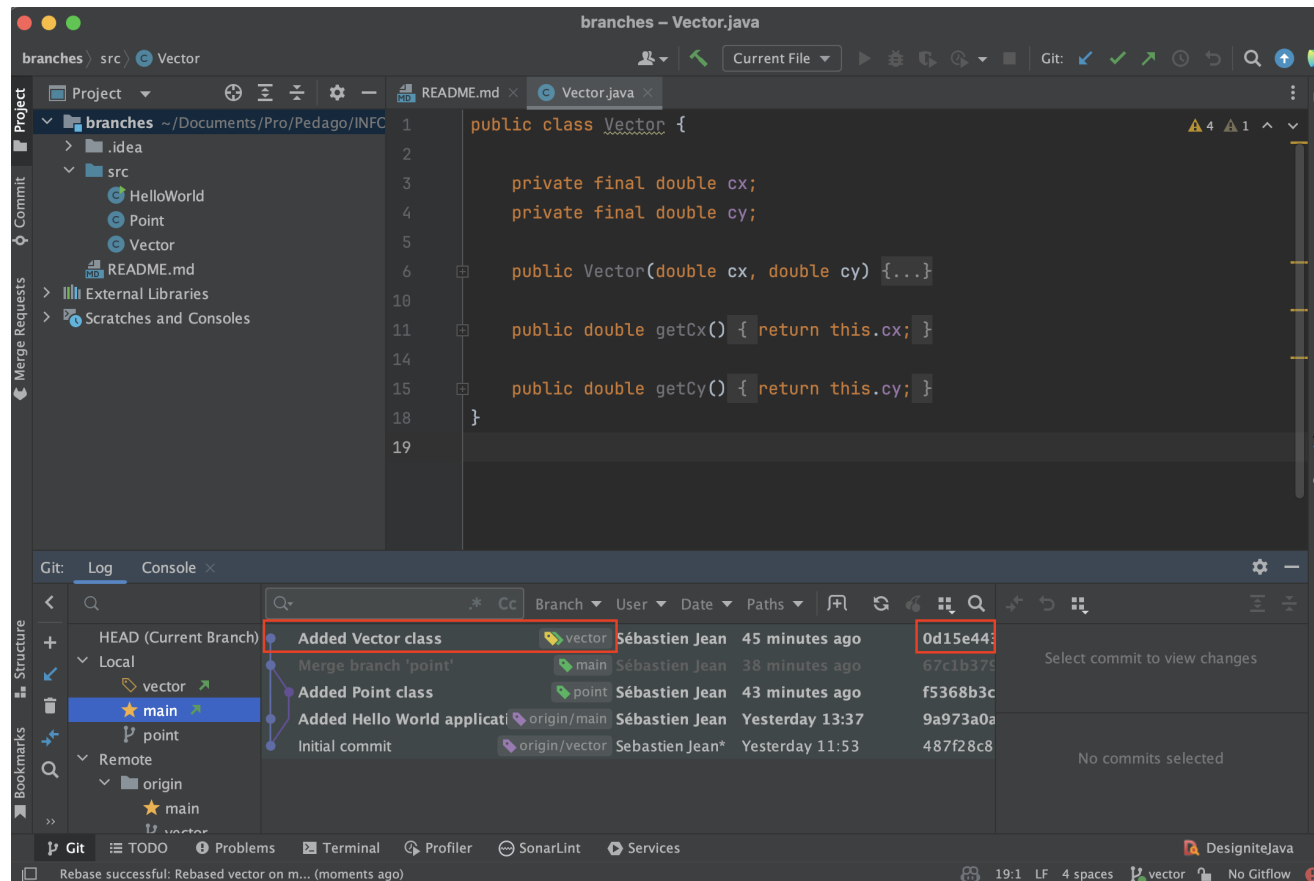 branches – Vector.java
branches src Vector
Current File
Git:
Project
README.md
Vector.java
branches ~/Documents/Pro/Pedago/INFO
.idea
src
HelloWorld
Point
Vector
README.md
External Libraries
Scratches and Consoles
Project
Commit
Merge Requests
Structure
Bookmarks
4 1
1 public class Vector {
2
3 private final double cx;
4 private final double cy;
5
6 public Vector(double cx, double cy) {...}
10
11 public double getCx() { return this.cx; }
14
15 public double getCy() { return this.cy; }
18 }
19
Git: Log Console
.* Cc Branch User Date Paths
HEAD (Current Branch)
Local
vector
main
point
Remote
origin
main
vector
Added Vector class vector Sébastien Jean 45 minutes ago 0d15e443
Merge branch 'point' main Sébastien Jean 38 minutes ago 67c1b379
Added Point class point Sébastien Jean 43 minutes ago f5368b3c
Added Hello World applicati origin/main Sébastien Jean Yesterday 13:37 9a973a0a
Initial commit origin/vector Sebastien Jean* Yesterday 11:53 487f28c8
Select commit to view changes
No commits selected
Git TODO Problems Terminal Profiler SonarLint Services DesigniteJava
Rebase successful: Rebased vector on m... (moments ago) 19:1 LF 4 spaces vector No Gitflow